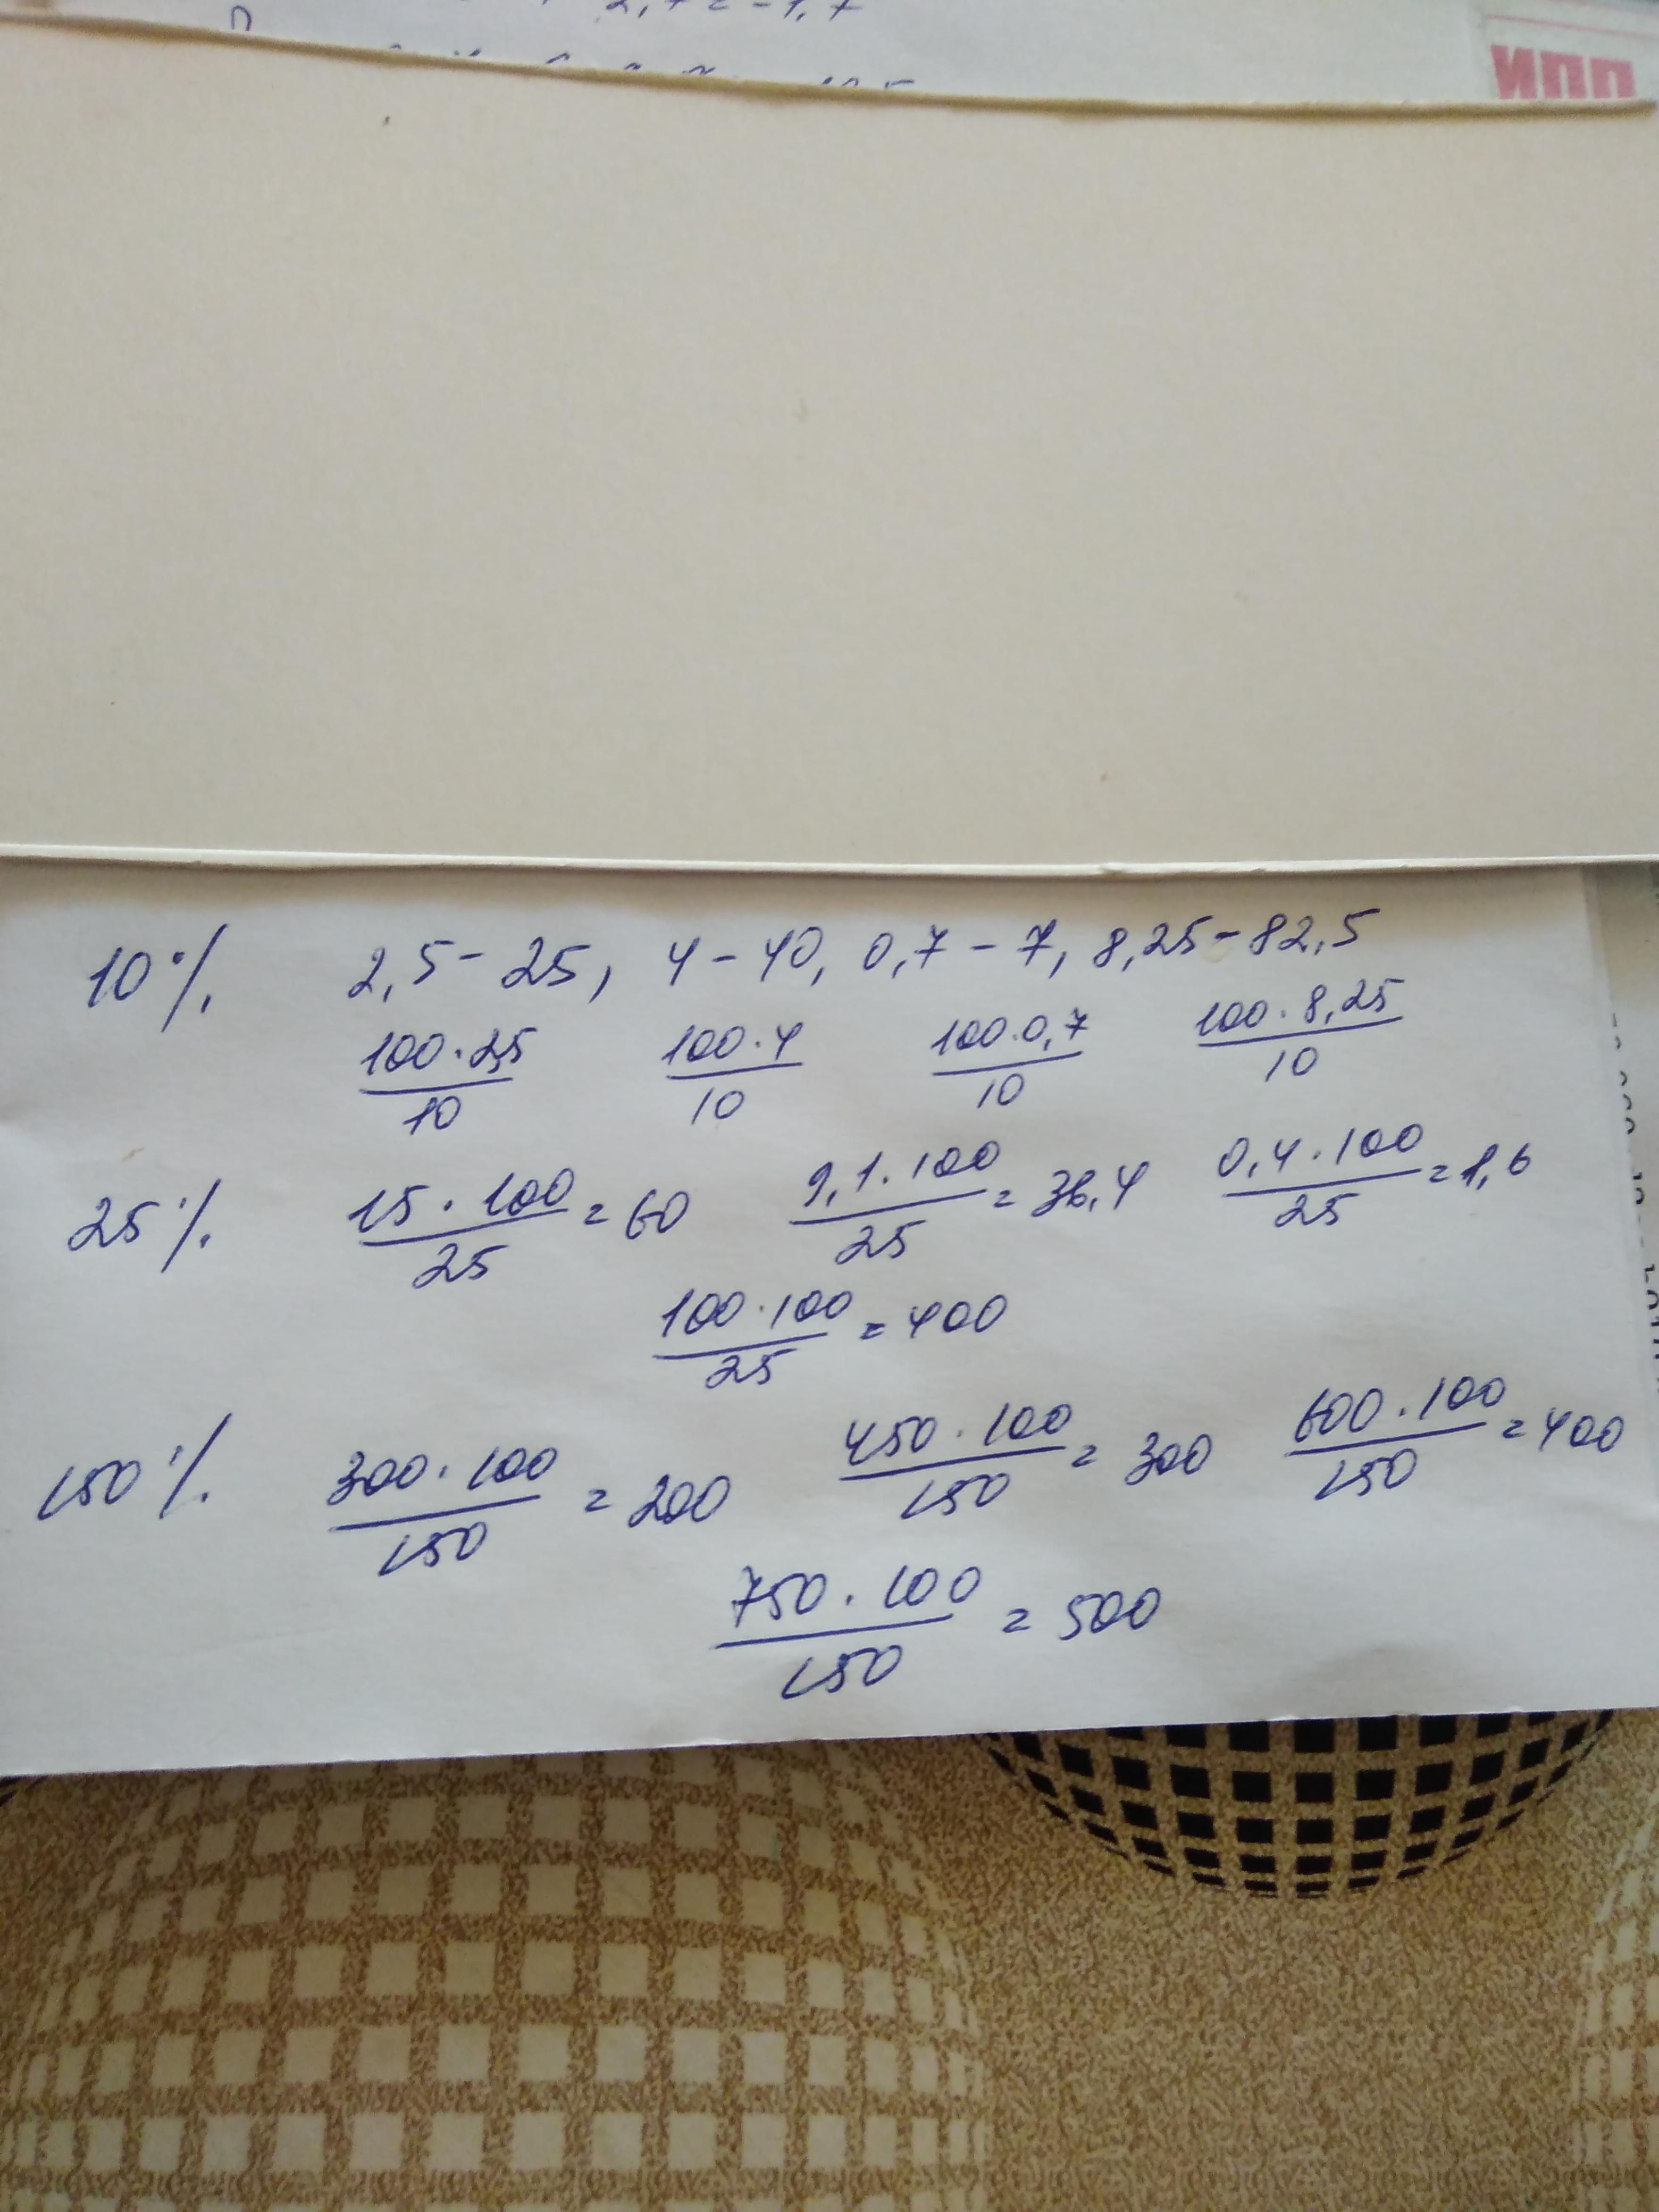 ИПП
10% 2,5 - 25, 4 - 40, 0,7 - 7, 8,25 - 82,5
100·2,5/10 100·4/10 100·0,7/10 100·8,25/10
25% 15·100/25 = 60 9,1·100/25 = 36,4 0,4·100/25 = 1,6
100·100/25 = 400
150% 300·100/150 = 200 450·100/150 = 300 600·100/150 = 400
750·100/150 = 500